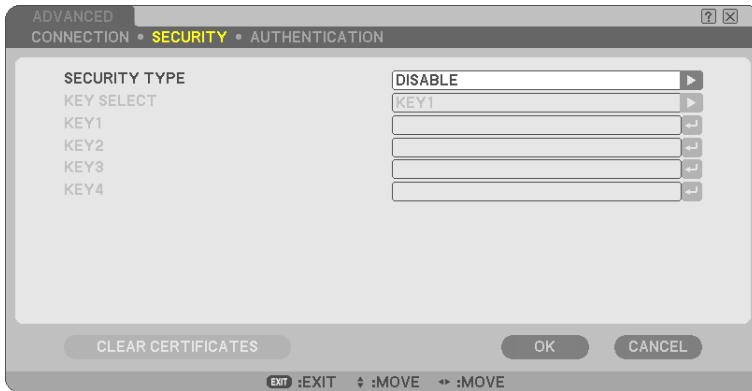 ADVANCED
CONNECTION • SECURITY • AUTHENTICATION
SECURITY TYPE DISABLE
KEY SELECT KEY1
KEY1
KEY2
KEY3
KEY4
CLEAR CERTIFICATES OK CANCEL
EXIT :EXIT :MOVE :MOVE